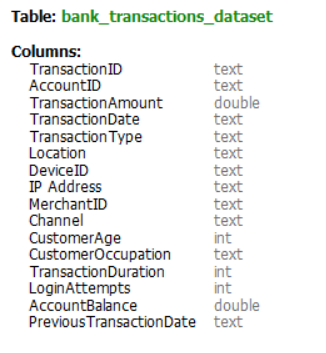 Table: bank_transactions_dataset
Columns:
TransactionID text
AccountID text
TransactionAmount double
TransactionDate text
TransactionType text
Location text
DeviceID text
IP Address text
MerchantID text
Channel text
CustomerAge int
CustomerOccupation text
TransactionDuration int
LoginAttempts int
AccountBalance double
PreviousTransactionDate text